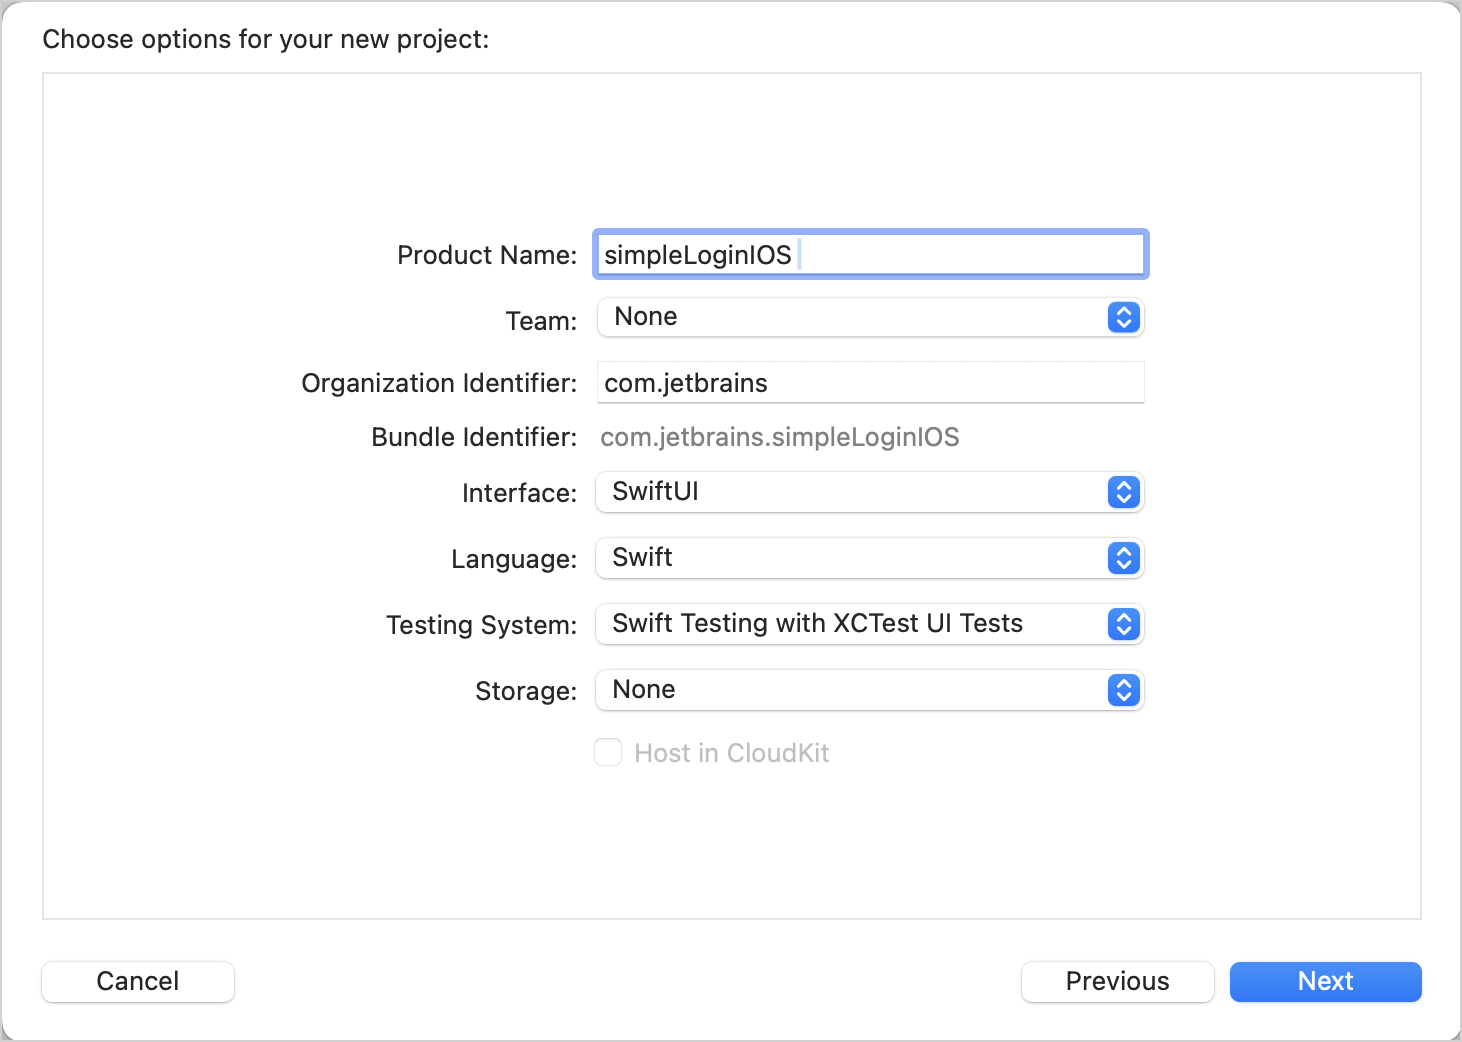 Choose options for your new project:
Product Name: simpleLoginIOS
Team: None
Organization Identifier: com.jetbrains
Bundle Identifier: com.jetbrains.simpleLoginIOS
Interface: SwiftUI
Language: Swift
Testing System: Swift Testing with XCTest UI Tests
Storage: None
Host in CloudKit
Cancel Previous Next